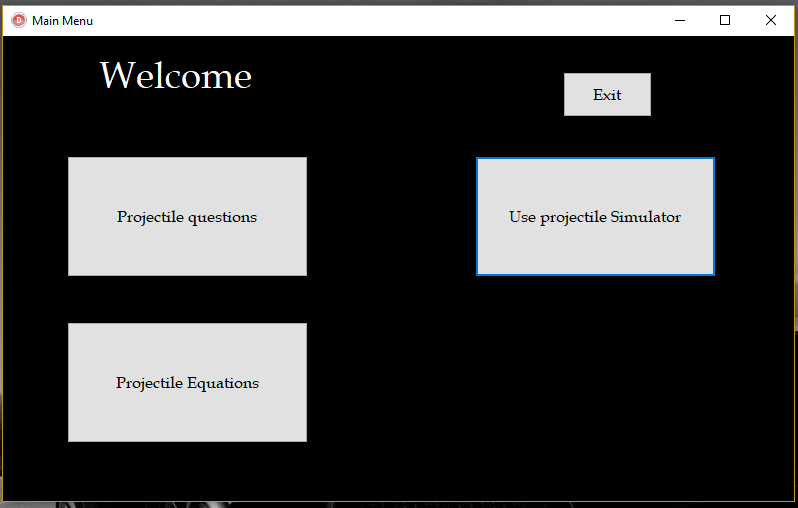 Main Menu
Welcome
Exit
Projectile questions
Use projectile Simulator
Projectile Equations